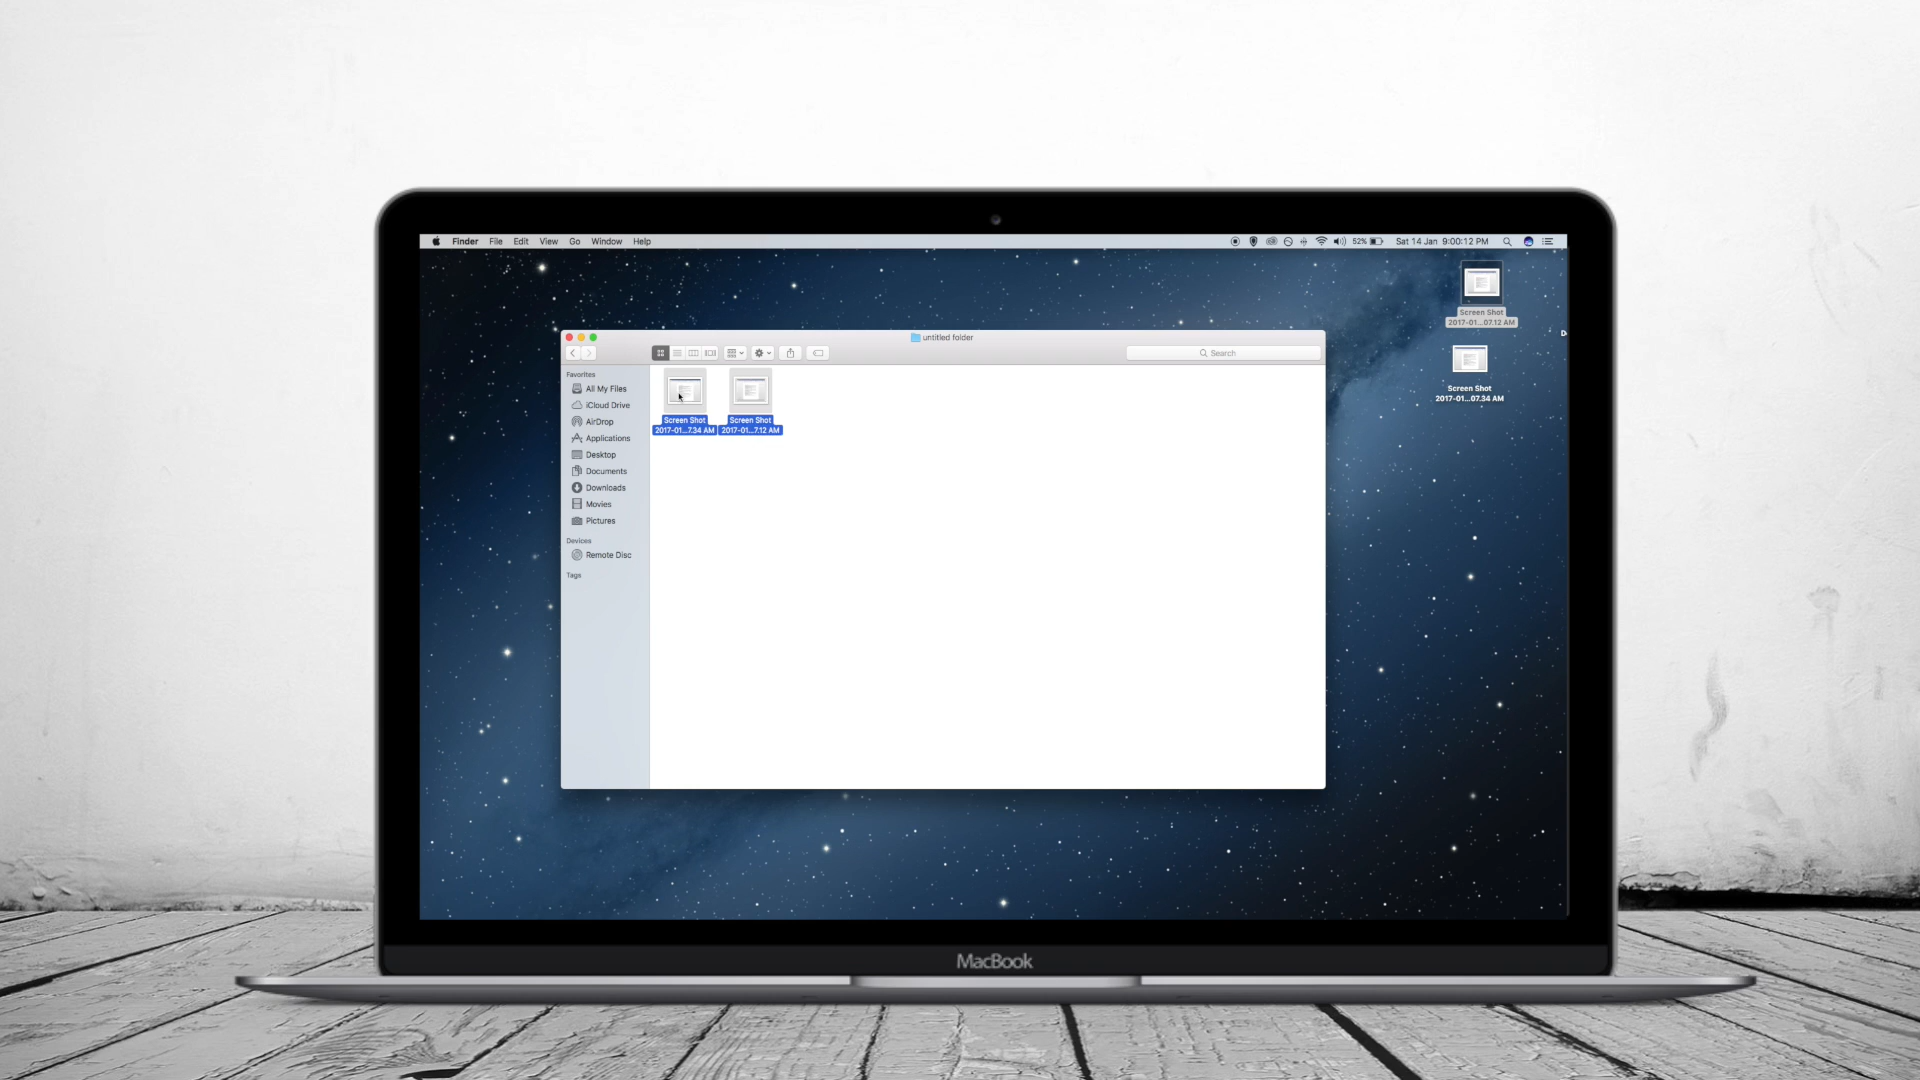 Finder File Edit View Go Window Help
52% Sat 14 Jan 9:00:12 PM
Screen Shot
2017-01...07.12 AM
Screen Shot
2017-01...07.34 AM
untitled folder
Search
Favorites
All My Files
iCloud Drive
AirDrop
Applications
Desktop
Documents
Downloads
Movies
Pictures
Devices
Remote Disc
Tags
Screen Shot
2017-01...7.34 AM
Screen Shot
2017-01...7.12 AM
MacBook